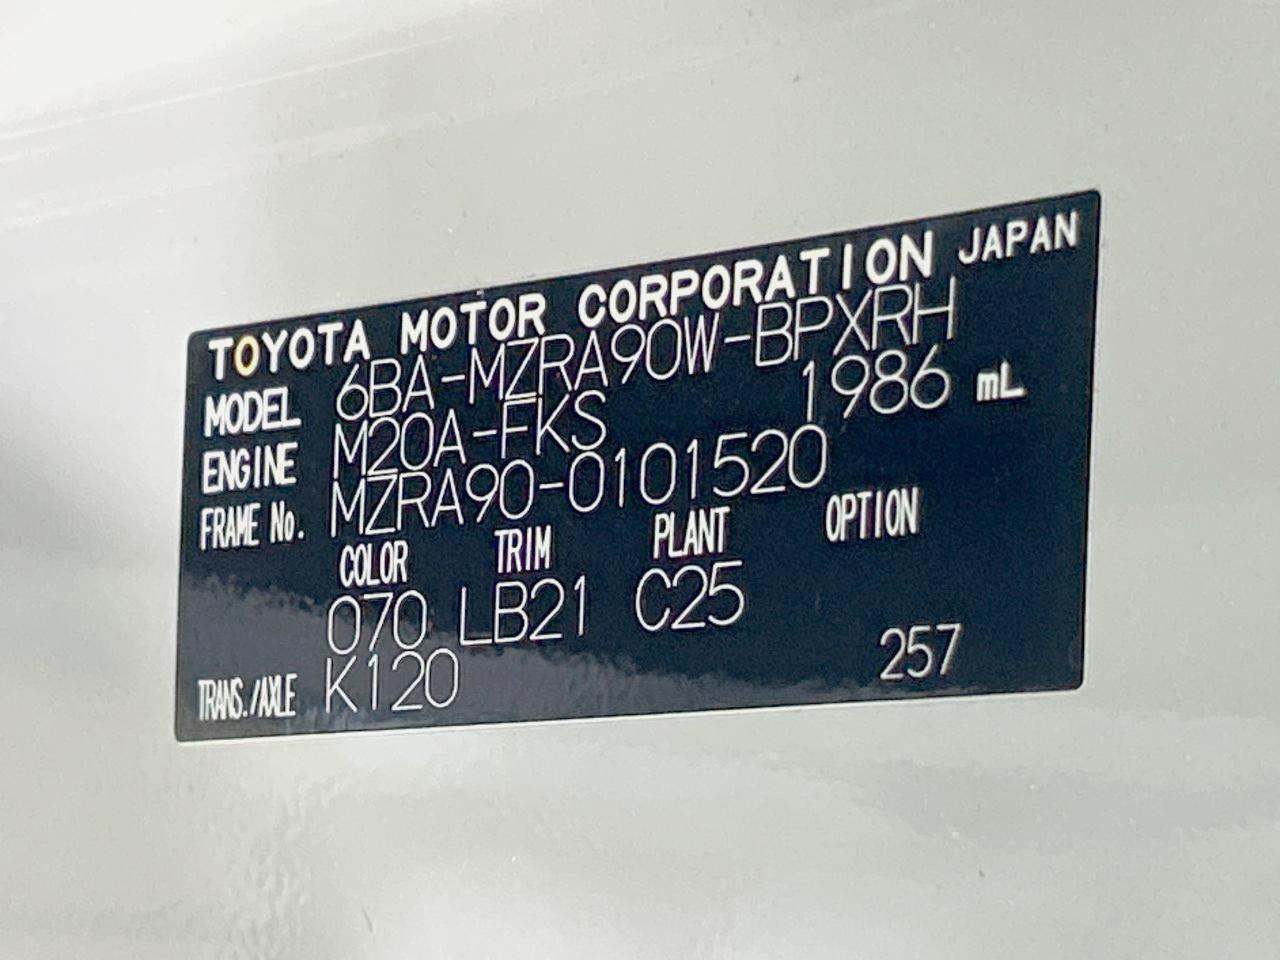 TOYOTA MOTOR CORPORATION JAPAN
MODEL 6BA-MZRA90W-BPXRH
ENGINE M20A-FKS 1986 mL
FRAME No. MZRA90-0101520
COLOR TRIM PLANT OPTION
070 LB21 C25
TRANS./AXLE K120 257